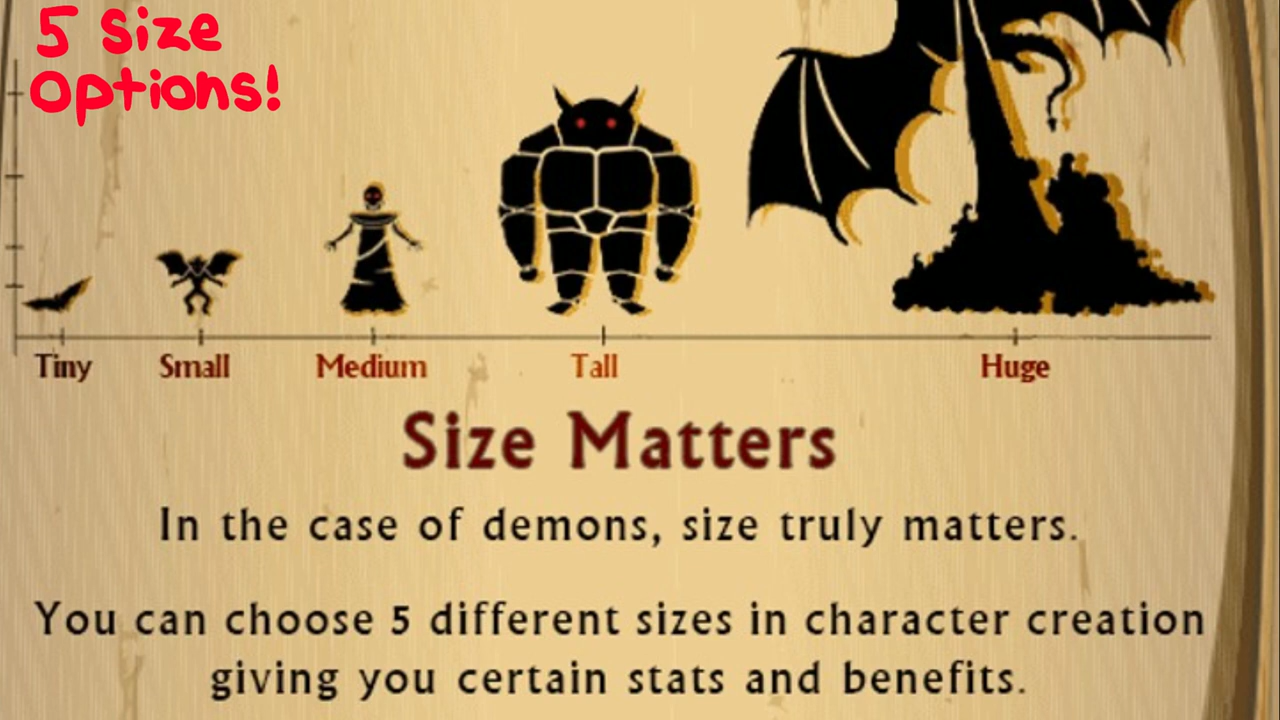 5 Size
Options!
Tiny Small Medium Tall Huge
Size Matters
In the case of demons, size truly matters.
You can choose 5 different sizes in character creation
giving you certain stats and benefits.